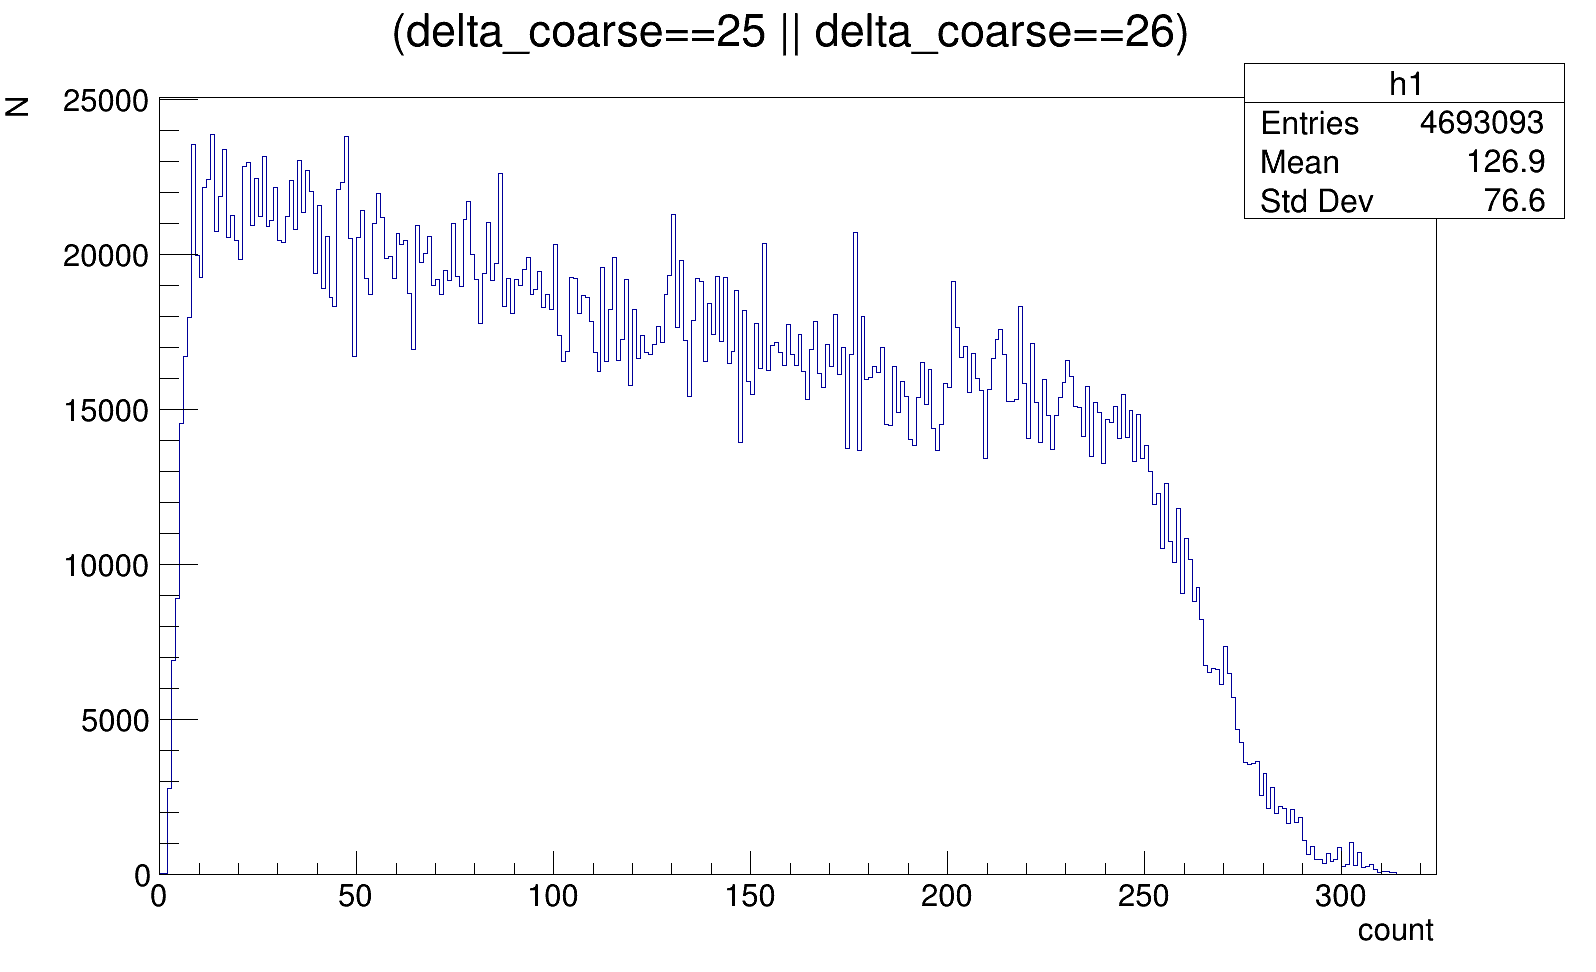 (delta_coarse==25 || delta_coarse==26)
h1
Entries 4693093
Mean 126.9
Std Dev 76.6
N
25000
20000
15000
10000
5000
0
0 50 100 150 200 250 300
count